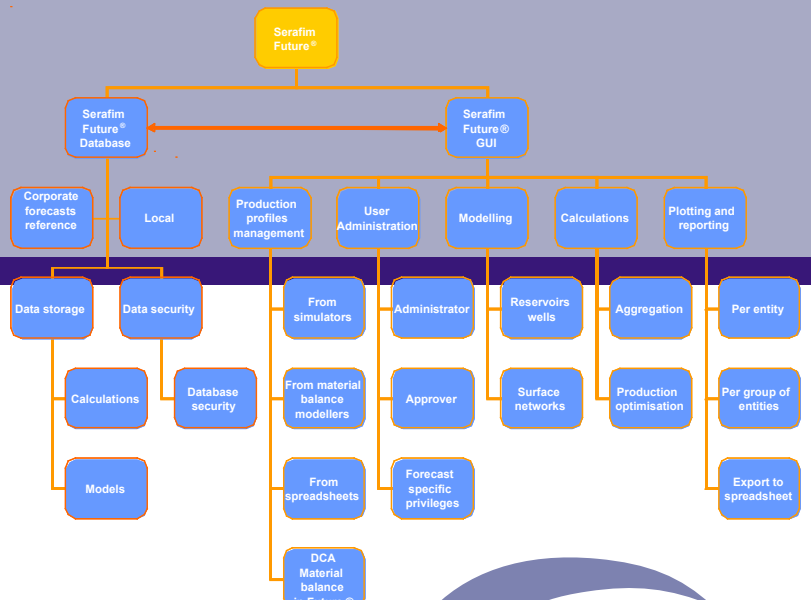 Serafim
Future®
Serafim
Future®
Database
Serafim
Future®
GUI
Corporate
forecasts
reference
Local
Production
profiles
management
User
Administration
Modelling
Calculations
Plotting and
reporting
Data storage
Data security
From
simulators
Administrator
Reservoirs
wells
Aggregation
Per entity
Calculations
Database
security
From material
balance
modellers
Approver
Surface
networks
Production
optimisation
Per group of
entities
Models
From
spreadsheets
Forecast
specific
privileges
Export to
spreadsheet
DCA
Material
balance
in Future®